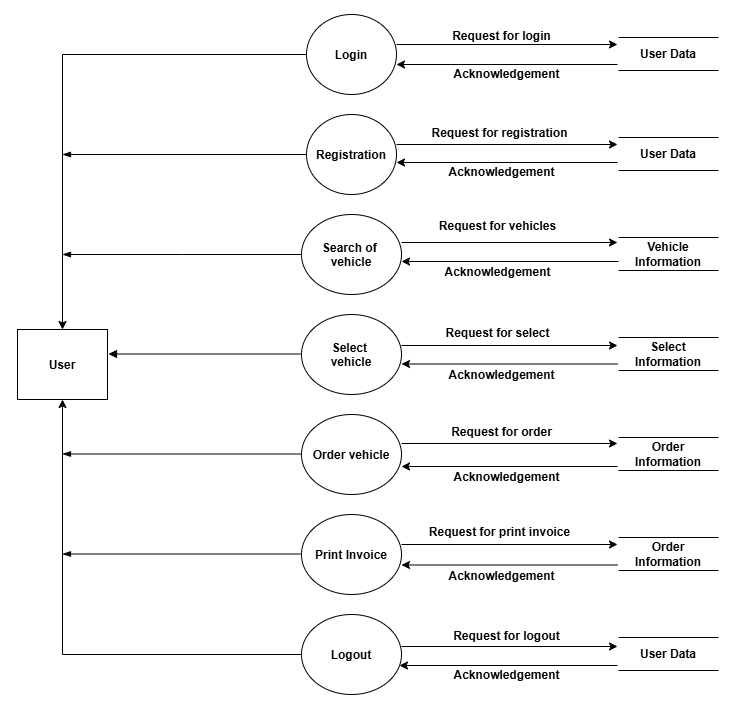 Login
Request for login
Acknowledgement
User Data
Registration
Request for registration
Acknowledgement
User Data
Search of
vehicle
Request for vehicles
Acknowledgement
Vehicle
Information
User
Select
vehicle
Request for select
Acknowledgement
Select
Information
Order vehicle
Request for order
Acknowledgement
Order
Information
Print Invoice
Request for print invoice
Acknowledgement
Order
Information
Logout
Request for logout
Acknowledgement
User Data